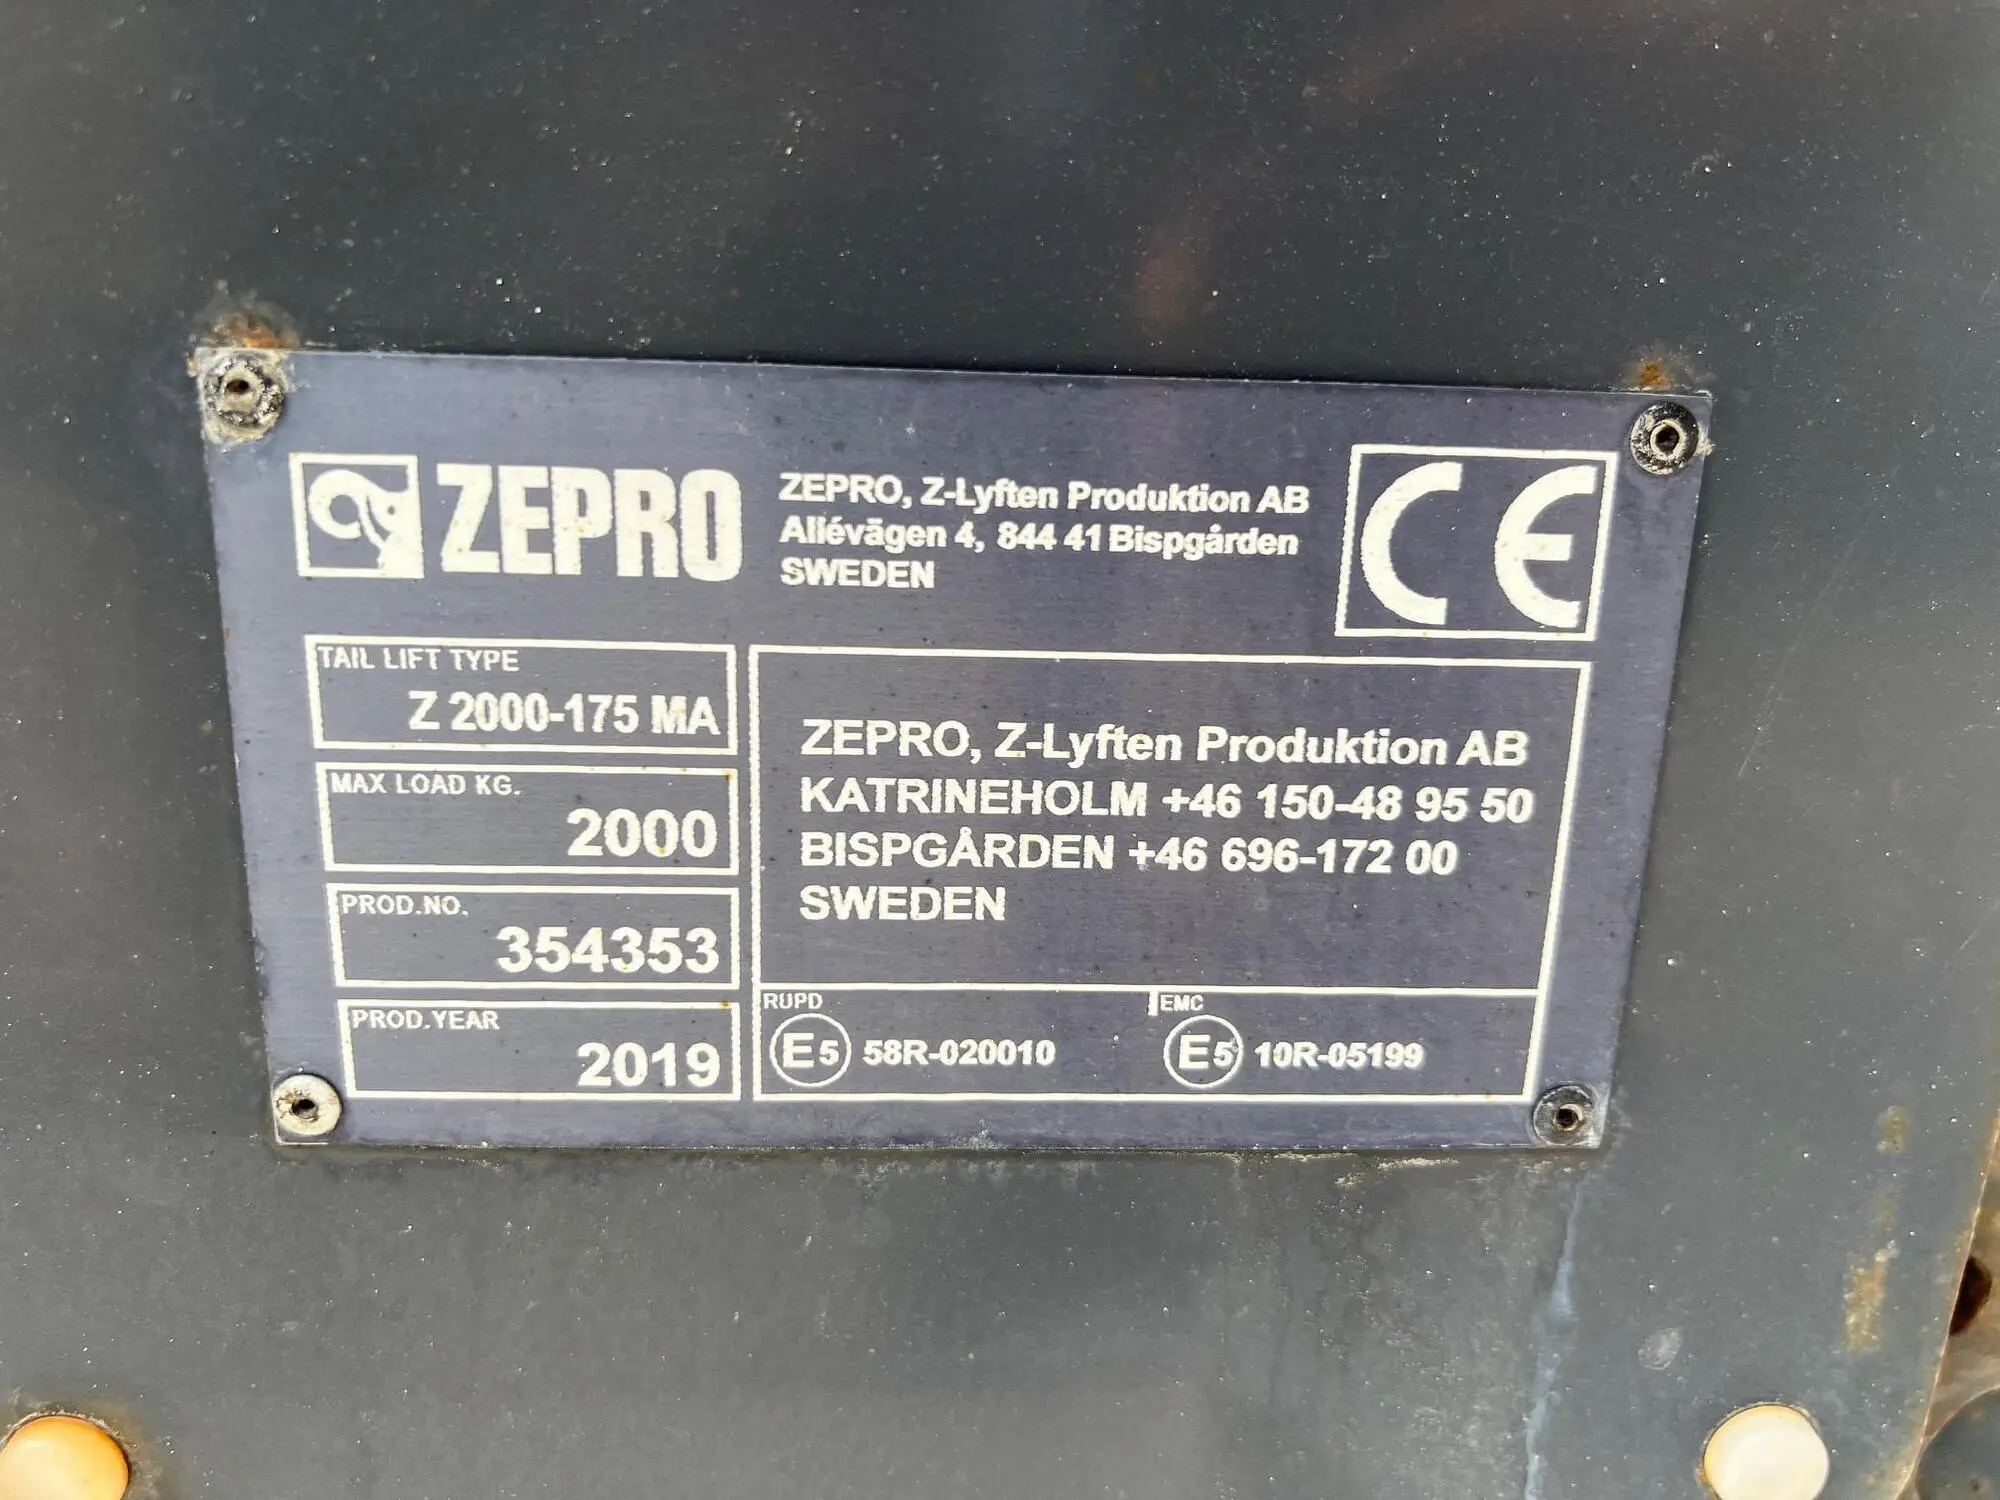 ZEPRO
ZEPRO, Z-Lyften Produktion AB
Allévägen 4, 844 41 Bispgården
SWEDEN
CE
TAIL LIFT TYPE
Z 2000-175 MA
MAX LOAD KG.
2000
PROD.NO.
354353
PROD.YEAR
2019
ZEPRO, Z-Lyften Produktion AB
KATRINEHOLM +46 150-48 95 50
BISPGÅRDEN +46 696-172 00
SWEDEN
RUPD
E5 58R-020010
EMC
E5 10R-05199